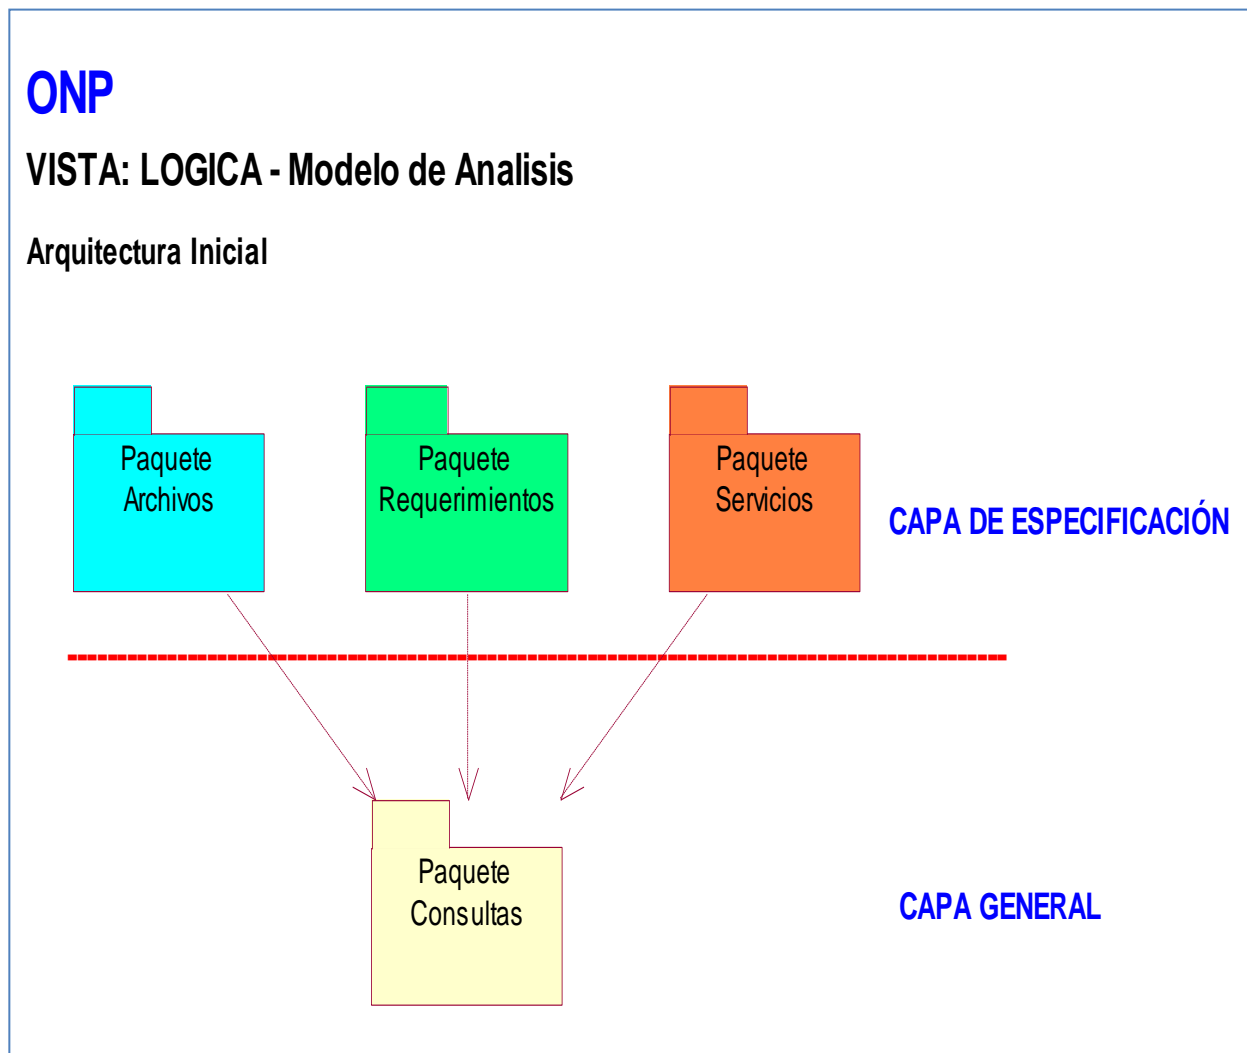 ONP
VISTA: LOGICA - Modelo de Analisis
Arquitectura Inicial
Paquete
Archivos
Paquete
Requerimientos
Paquete
Servicios
CAPA DE ESPECIFICACIÓN
Paquete
Consultas
CAPA GENERAL